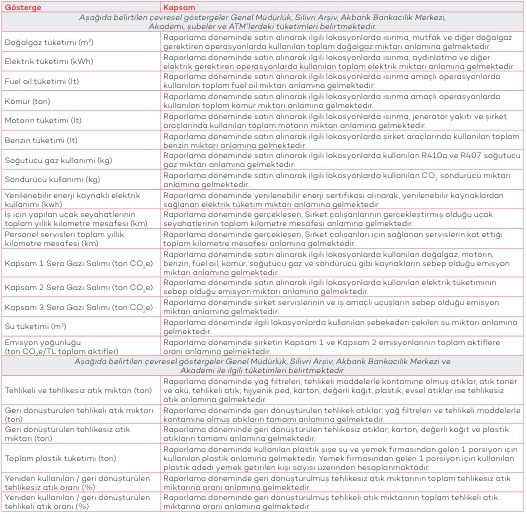 Gösterge Kapsam
Aşağıda belirtilen çevresel göstergeler Genel Müdürlük, Silivri Arşiv, Akbank Bankacılık Merkezi,
Akademi, şubeler ve ATM'lerdeki tüketimleri belirtmektedir.
Doğalgaz tüketimi (m³) Raporlama döneminde satın alınarak ilgili lokasyonlarda ısınma, mutfak ve diğer doğalgaz
gerektiren operasyonlarda kullanılan toplam doğalgaz miktarı anlamına gelmektedir
Elektrik tüketimi (kWh) Raporlama döneminde satın alınarak ilgili lokasyonlarda ısınma, aydınlatma ve diğer
elektrik gerektiren operasyonlarda kullanılan toplam elektrik miktarı anlamına gelmektedir.
Fuel oil tüketimi (lt) Raporlama döneminde satın alınarak ilgili lokasyonlarda ısınma amaçlı operasyonlarda
kullanılan toplam fuel oil miktarı anlamına gelmektedir.
Kömür (ton) Raporlama döneminde satın alınarak ilgili lokasyonlarda ısınma amaçlı operasyonlarda
kullanılan toplam kömür miktarı anlamına gelmektedir.
Motorin tüketimi (lt) Raporlama döneminde satın alınarak ilgili lokasyonlarda ısınma, jeneratör yakıtı ve şirket
araçlarında kullanılan toplam motorin miktarı anlamına gelmektedir.
Benzin tüketimi (lt) Raporlama döneminde satın alınarak ilgili lokasyonlarda şirket araçlarında kullanılan toplam
benzin miktarı anlamına gelmektedir.
Soğutucu gaz kullanımı (kg) Raporlama döneminde satın alınarak ilgili lokasyonlarda kullanılan R410a ve R407 soğutucu
gaz miktarı anlamına gelmektedir.
Söndürücü kullanımı (kg) Raporlama döneminde satın alınarak ilgili lokasyonlarda kullanılan CO₂ söndürücü miktarı
anlamına gelmektedir.
Yenilenebilir enerji kaynaklı elektrik Raporlama döneminde yenilenebilir enerji sertifikası alınarak, yenilenebilir kaynaklardan
kullanımı (kwh) sağlanan elektrik tüketim miktarı anlamına gelmektedir.
İş için yapılan uçak seyahatlerinin Raporlama döneminde gerçekleşen, Şirket çalışanlarının gerçekleştirmiş olduğu uçak
toplam yıllık kilometre mesafesi (km) seyahatlerinin toplam kilometre mesafesi anlamına gelmektedir.
Personel servisleri toplam yıllık Raporlama döneminde gerçekleşen, Şirket çalışanları için sağlanan servislerin kat ettiği
kilometre mesafesi (km) toplam kilometre mesafesi anlamına gelmektedir
Kapsam 1 Sera Gazı Salımı (ton CO₂e) Raporlama döneminde satın alınarak ilgili lokasyonlarda kullanılan doğalgaz, motorin,
benzin, fuel oil, kömür, soğutucu gaz ve söndürücü gibi kaynakların sebep olduğu emisyon
miktarı anlamına gelmektedir.
Kapsam 2 Sera Gazı Salımı (ton CO₂e) Raporlama döneminde satın alınarak ilgili lokasyonlarda kullanılan elektrik tüketiminin
sebep olduğu emisyon miktarı anlamına gelmektedir.
Kapsam 3 Sera Gazı Salımı (ton CO₂e) Raporlama döneminde şirket servislerinin ve iş amaçlı uçuşların sebep olduğu emisyon
miktarı anlamına gelmektedir.
Su tüketimi (m³) Raporlama döneminde ilgili lokasyonlarda kullanılan şebekeden çekilen su miktarı anlamına
gelmektedir.
Emisyon yoğunluğu Raporlama döneminde şirketin Kapsam 1 ve Kapsam 2 emisyonlarının toplam aktiflere
(ton CO₂e/TL toplam aktifler) oranı anlamına gelmektedir.
Aşağıda belirtilen çevresel göstergeler Genel Müdürlük, Silivri Arşiv, Akbank Bankacılık Merkezi ve
Akademi ile ilgili tüketimleri belirtmektedir.
Tehlikeli ve tehlikesiz atık miktarı (ton) Raporlama döneminde yağ filtreleri, tehlikeli maddelerle kontamine olmuş atıklar, atık toner
ve akü, tehlikeli atık; hijyenik ped, karton, değerli kağıt, plastik, evsel atıklar ise tehlikesiz
atık anlamına gelmektedir.
Geri dönüştürülen tehlikeli atık miktarı Raporlama döneminde geri dönüştürülen tehlikeli atıklar; yağ filtreleri ve tehlikeli maddelerle
(ton) kontamine olmuş atıkların tamamı anlamına gelmektedir.
Geri dönüştürülen tehlikesiz atık Raporlama döneminde geri dönüştürülen tehlikesiz atıklar; karton, değerli kağıt ve plastik
miktarı (ton) atıkların tamamı anlamına gelmektedir.
Toplam plastik tüketimi (ton) Raporlama döneminde kullanılan plastik şişe su ve yemek firmasından gelen 1 porsiyon için
kullanılan plastik anlamına gelmektedir. Yemek firmasından gelen 1 porsiyon için kullanılan
plastik adedi yemek getirilen kişi sayısı üzerinden hesaplanmaktadır
Yeniden kullanılan / geri dönüştürülen Raporlama döneminde geri dönüştürülmüş tehlikesiz atık miktarının toplam tehlikesiz atık
tehlikesiz atık oranı (%) miktarına oranı anlamına gelmektedir.
Yeniden kullanılan / geri dönüştürülen Raporlama döneminde geri dönüştürülmüş tehlikeli atık miktarının toplam tehlikeli atık
tehlikeli atık oranı (%) miktarına oranı anlamına gelmektedir